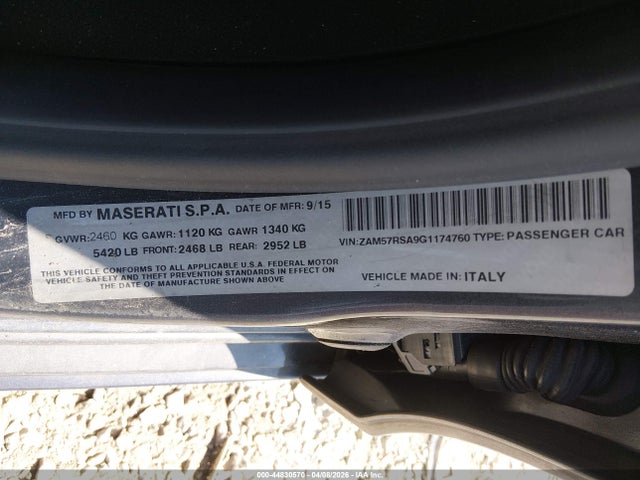 MFD BY MASERATI S.P.A. DATE OF MFR: 9/15
GVWR:2460 KG GAWR: 1120 KG GAWR 1340 KG
5420 LB FRONT: 2468 LB REAR: 2952 LB
THIS VEHICLE CONFORMS TO ALL APPLICABLE U.S.A. FEDERAL MOTOR
VEHICLE SAFETY AND THEFT PREVENTION STANDARDS IN EFFECT ON
THE DATE OF MANUFACTURE SHOWN ABOVE
VIN:ZAM57RSA9G1174760 TYPE: PASSENGER CAR
VEHICLE MADE IN: ITALY
000-44830570 - 04/08/2026 - IAAI.COM